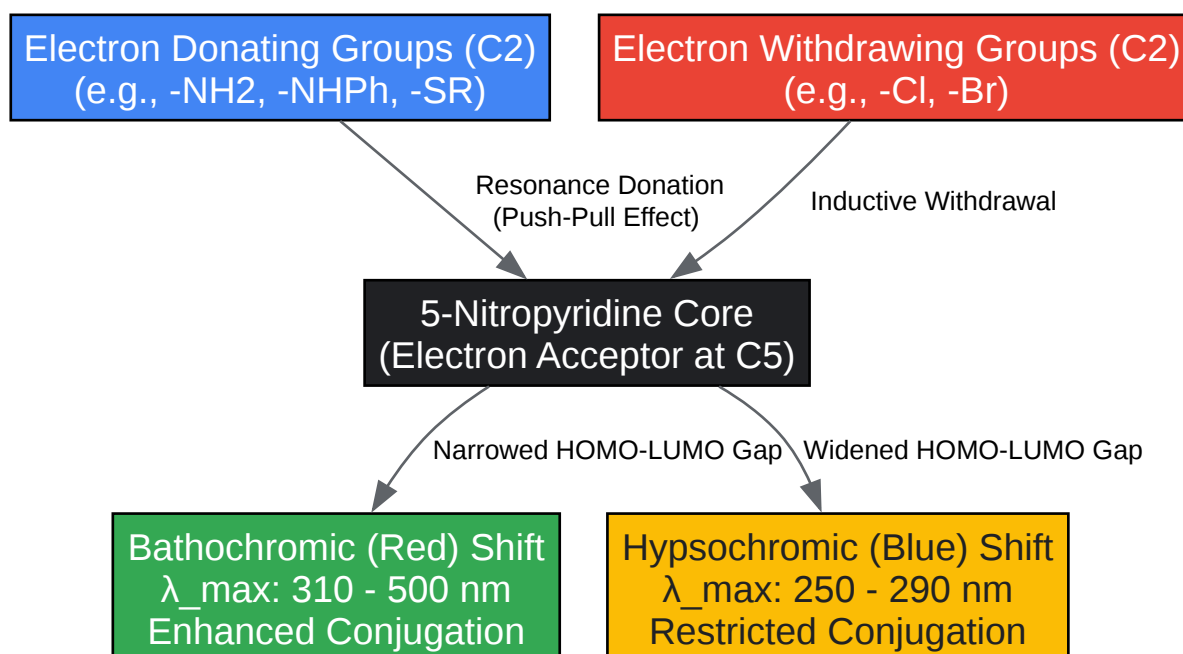 Electron Donating Groups (C2)
(e.g., -NH2, -NHPh, -SR)
Electron Withdrawing Groups (C2)
(e.g., -Cl, -Br)
Resonance Donation
(Push-Pull Effect)
Inductive Withdrawal
5-Nitropyridine Core
(Electron Acceptor at C5)
Narrowed HOMO-LUMO Gap
Widened HOMO-LUMO Gap
Bathochromic (Red) Shift
λ_max: 310 - 500 nm
Enhanced Conjugation
Hypsochromic (Blue) Shift
λ_max: 250 - 290 nm
Restricted Conjugation